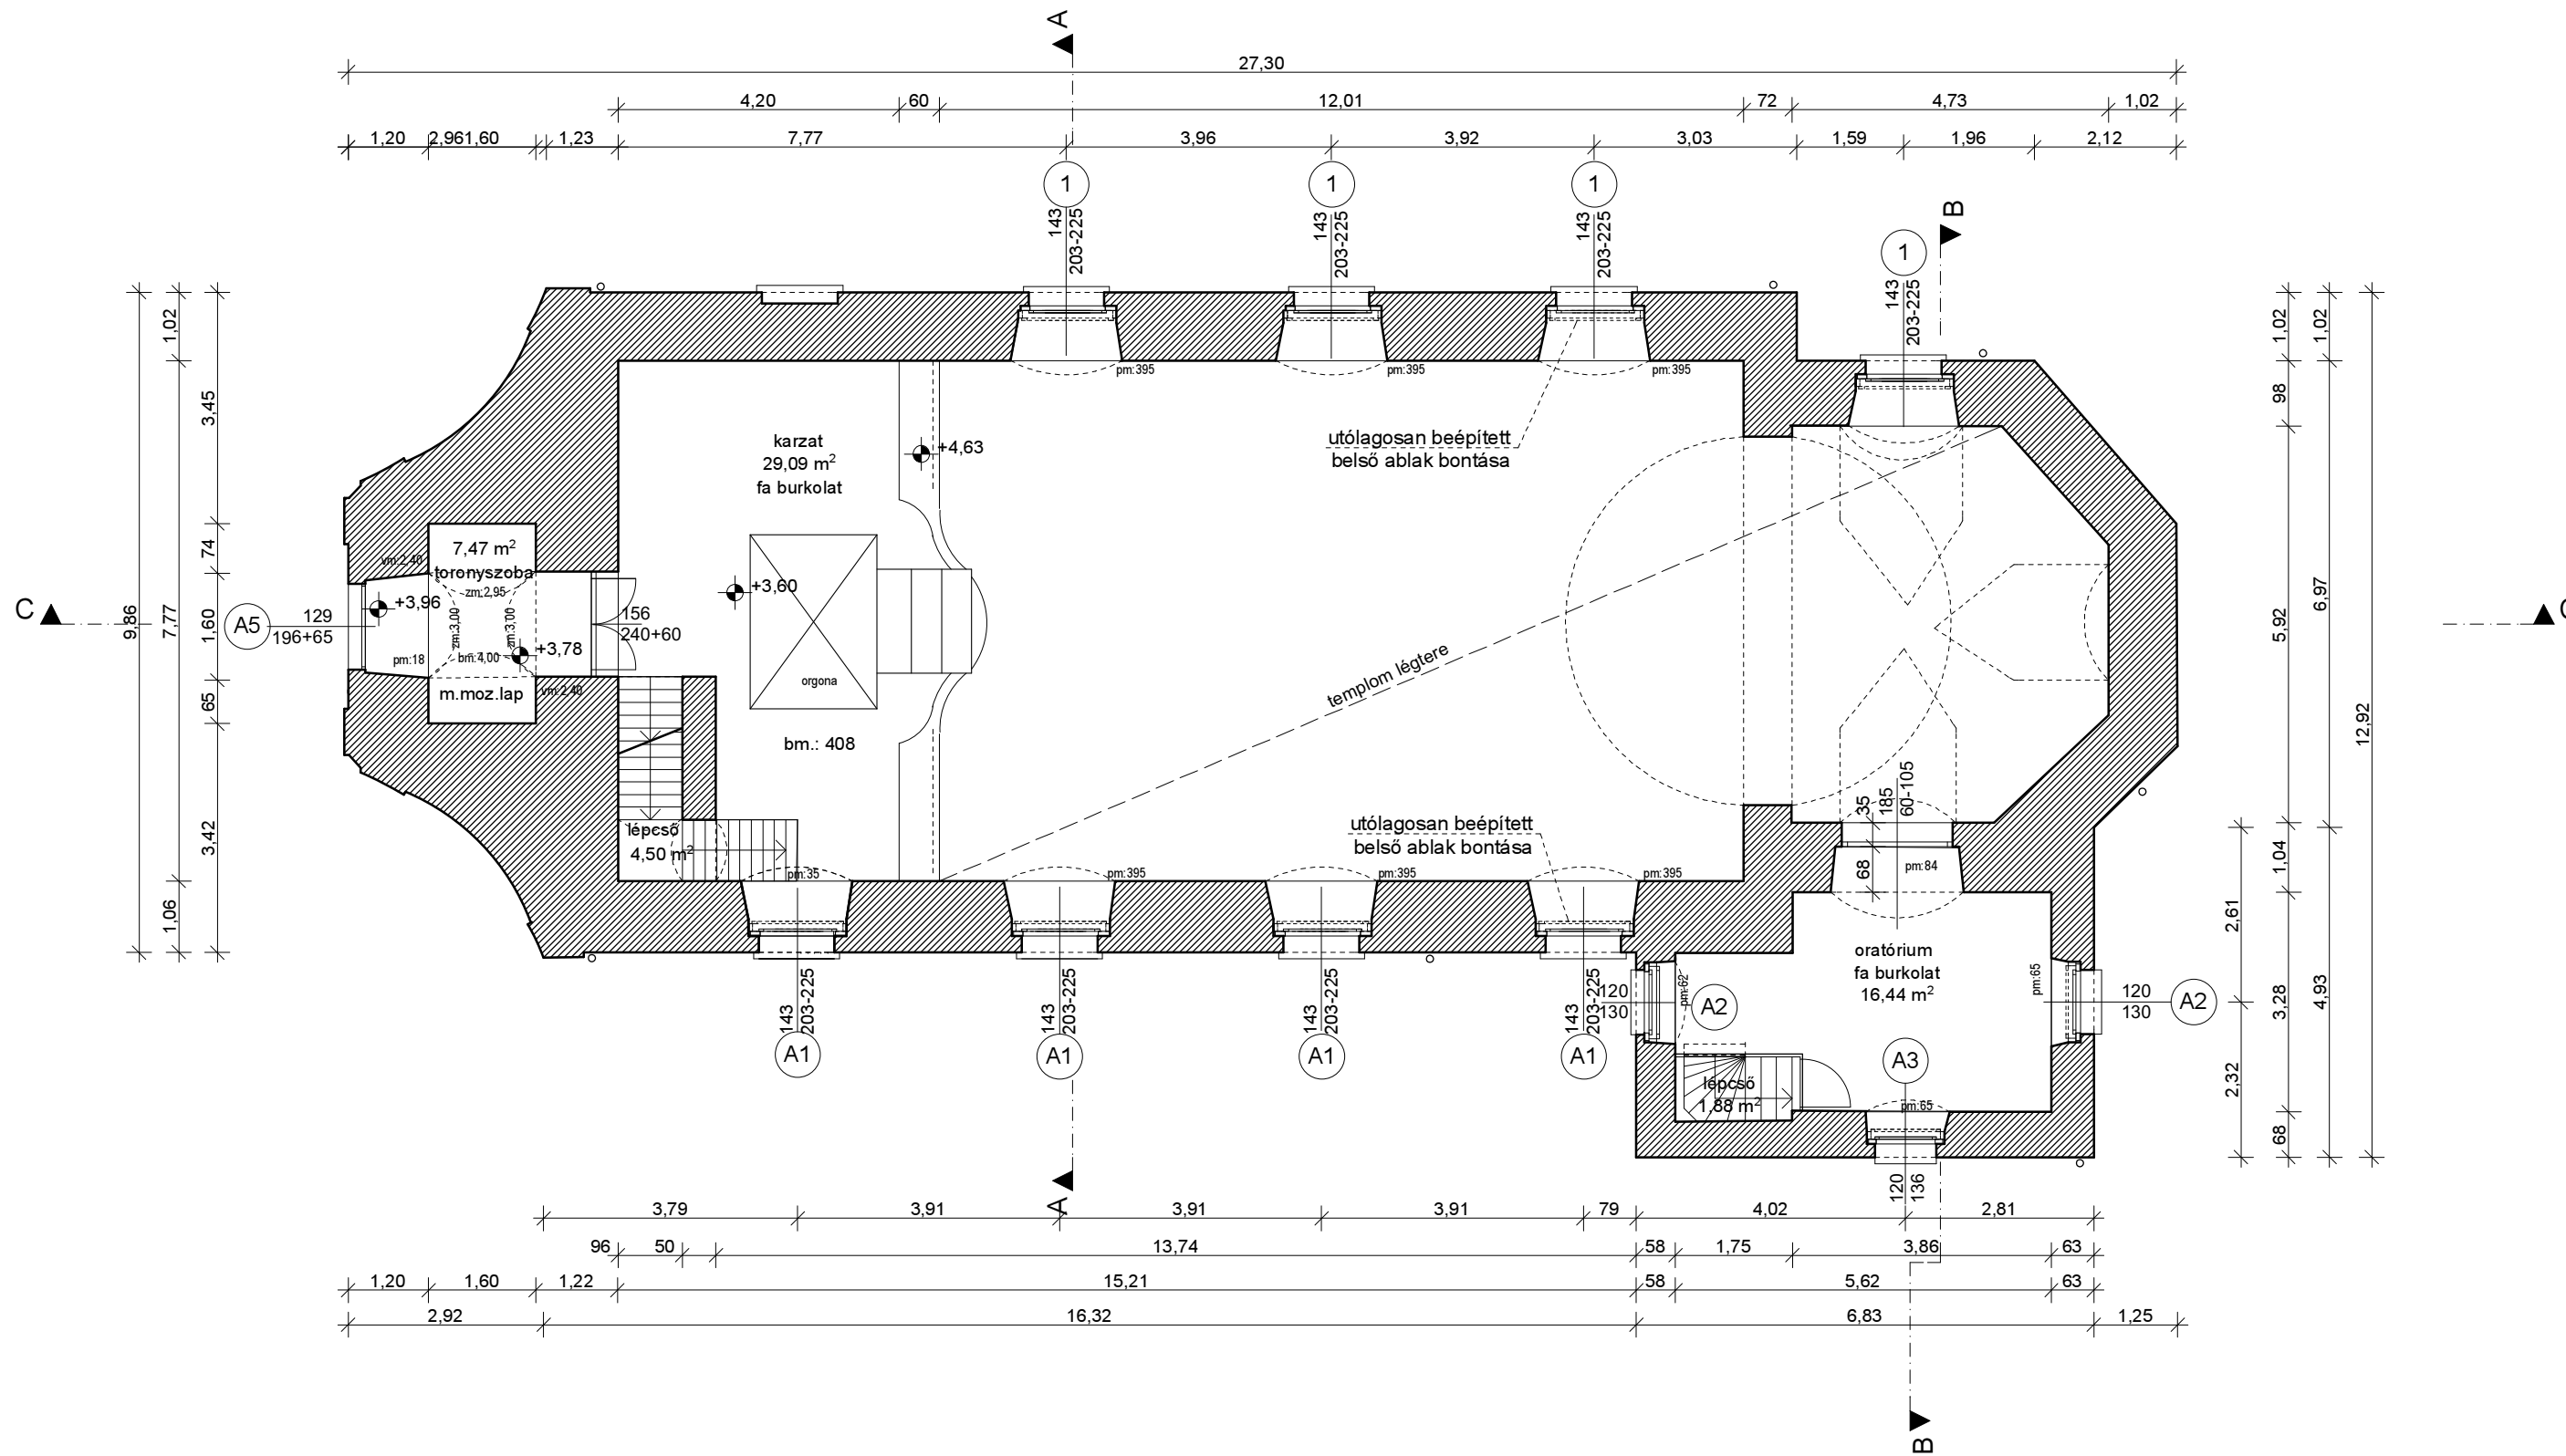 A
27,30
4,20 60 12,01 72 4,73 1,02
1,20 2,96 1,60 1,23 7,77 3,96 3,92 3,03 1,59 1,96 2,12
1 1 1
143
203-225
143
203-225
143
203-225
B
1
143
203-225
9,86
1,02
7,77
1,06
3,45
74
1,60
65
3,42
pm:395
pm:395
pm:395
karzat
29,09 m²
fa burkolat
+4,63
utólagosan beépített
belső ablak bontása
7,47 m²
vm:2,40
toronyszoba
zm:2,95
+3,96
zm:3,00
zm:3,00
+3,60
C
A5
129
196+65
156
240+60
pm:18
bm:4,00
+3,78
m.moz.lap
vm:2,40
orgona
bm.: 408
templom légtere
lépcső
4,50 m²
utólagosan beépített
belső ablak bontása
35
185
60-105
68
pm:84
pm:35
pm:395
pm:395
pm:395
1,02
98
5,92
1,04
3,28
68
1,02
6,97
4,93
12,92
2,61
2,32
oratórium
fa burkolat
16,44 m²
pm:65
pm:62
120
130
A2
120
130
A2
A3
lépcső
1,88 m²
pm:65
143
203-225
143
203-225
143
203-225
143
203-225
A1 A1 A1 A1
120
136
A
3,79 3,91 3,91 3,91 79 4,02 2,81
96 50 13,74 58 1,75 3,86 63
1,20 1,60 1,22 15,21 58 5,62 63
2,92 16,32 6,83 1,25
B